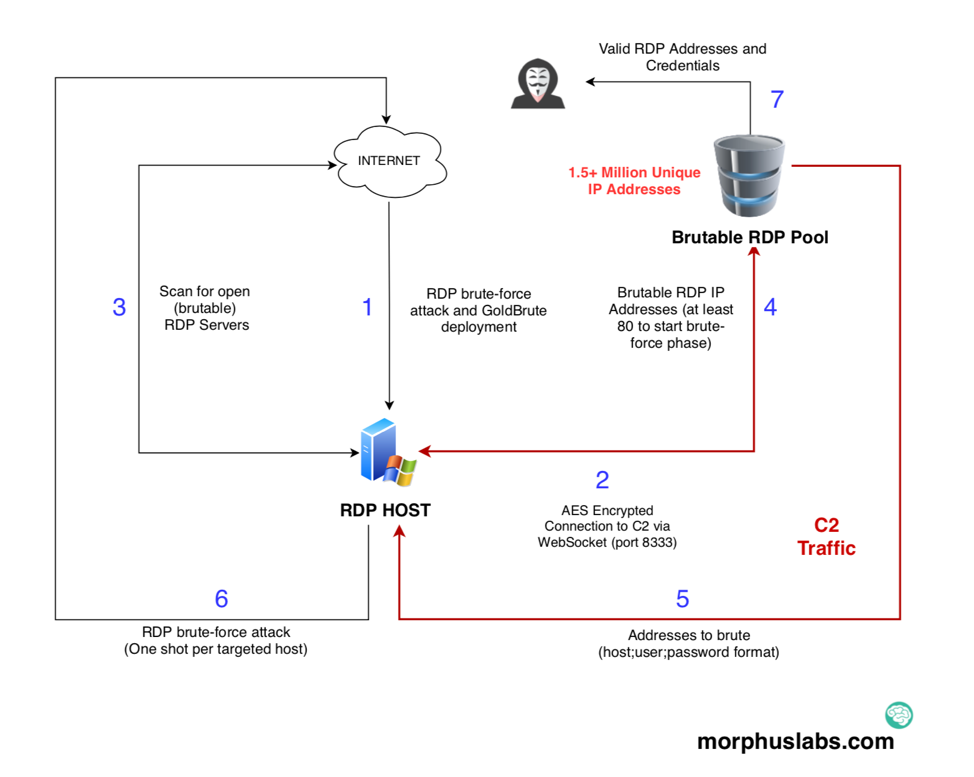 Valid RDP Addresses and
Credentials
7
INTERNET
1.5+ Million Unique
IP Addresses
Brutable RDP Pool
3
Scan for open
(brutable)
RDP Servers
1
RDP brute-force
attack and GoldBrute
deployment
Brutable RDP IP
Addresses (at least
80 to start brute-
force phase)
4
RDP HOST
2
AES Encrypted
Connection to C2 via
WebSocket (port 8333)
C2
Traffic
6
RDP brute-force attack
(One shot per targeted host)
5
Addresses to brute
(host;user;password format)
morphuslabs.com